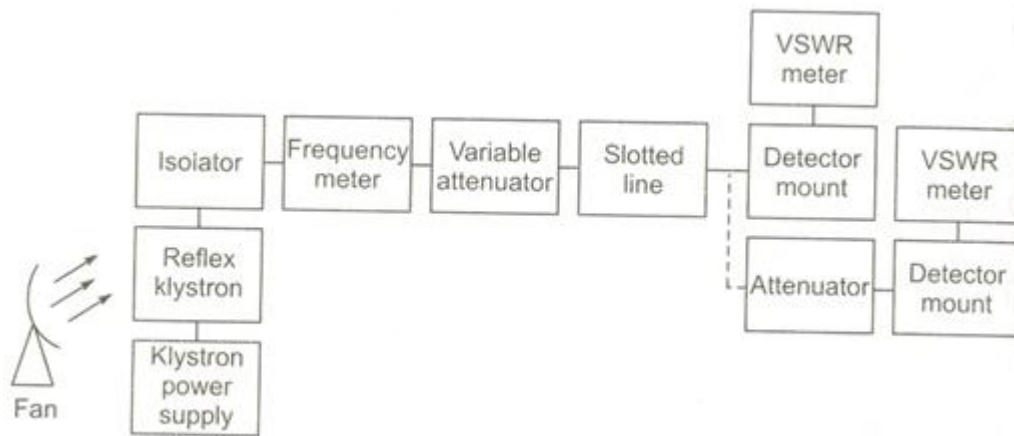 VSWR
meter
Isolator
Frequency
meter
Variable
attenuator
Slotted
line
Detector
mount
VSWR
meter
Reflex
klystron
Attenuator
Detector
mount
Klystron
power
supply
Fan